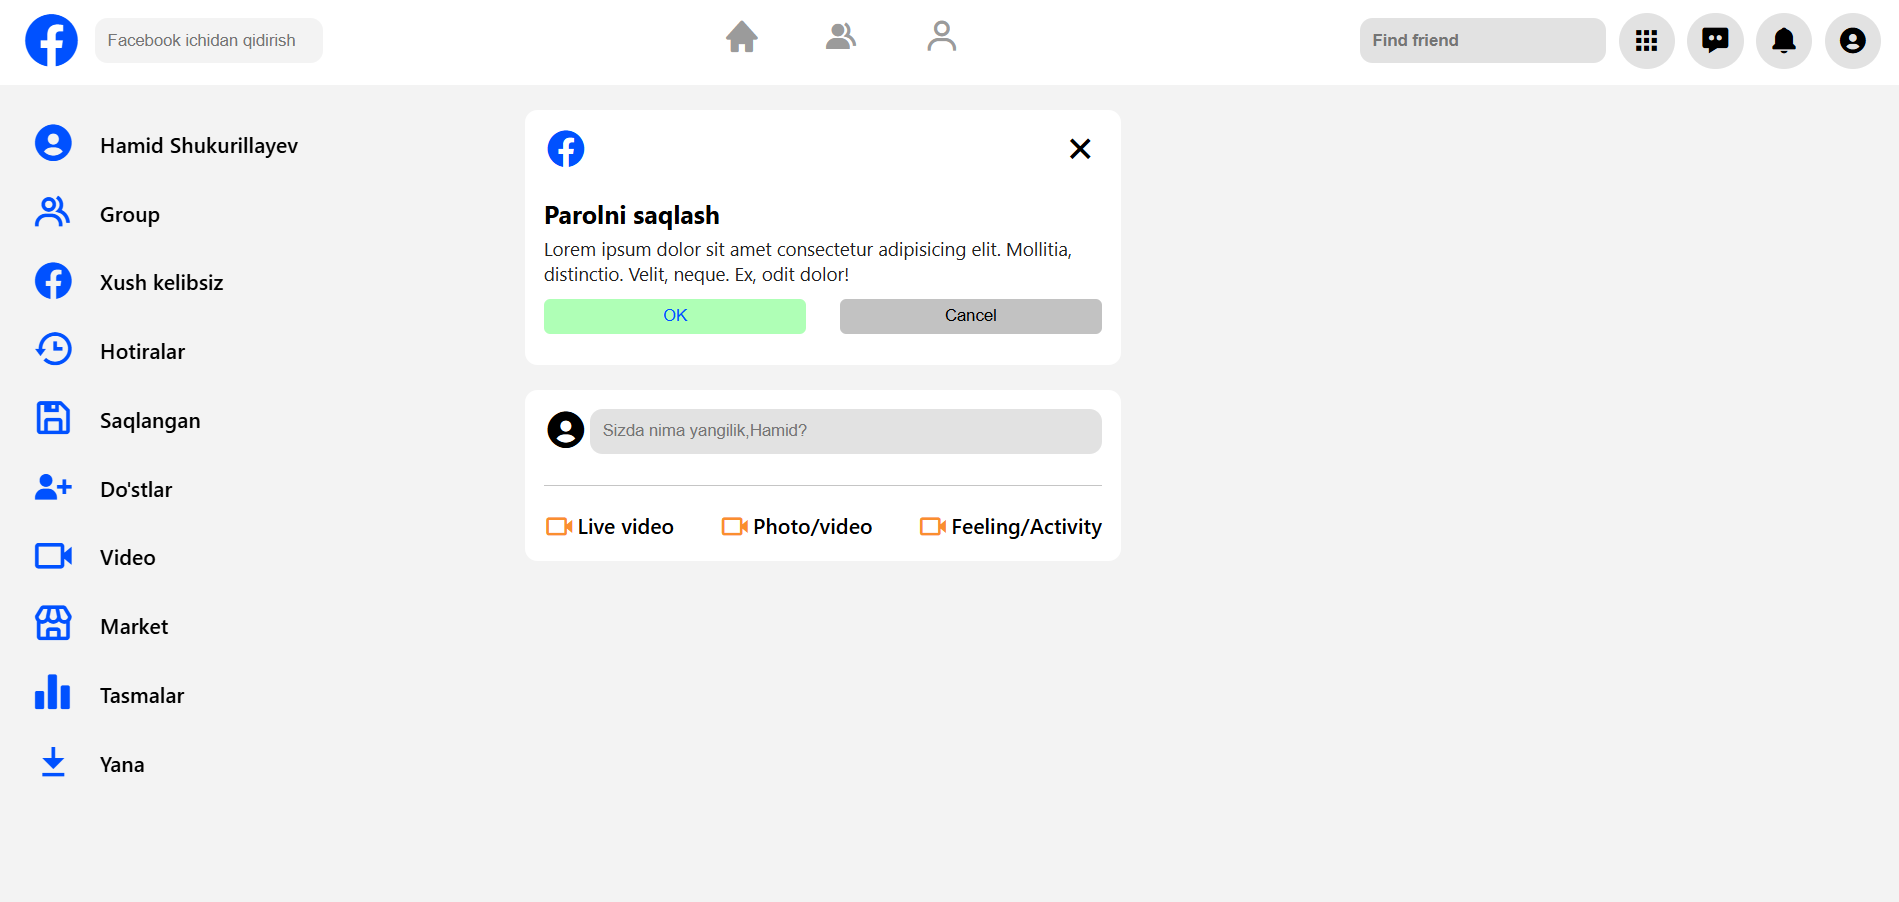 Facebook ichidan qidirish
Find friend
Hamid Shukurillayev
Group
Xush kelibsiz
Hotiralar
Saqlangan
Do'stlar
Video
Market
Tasmalar
Yana
Parolni saqlash
Lorem ipsum dolor sit amet consectetur adipisicing elit. Mollitia,
distinctio. Velit, neque. Ex, odit dolor!
OK Cancel
Sizda nima yangilik,Hamid?
Live video Photo/video Feeling/Activity